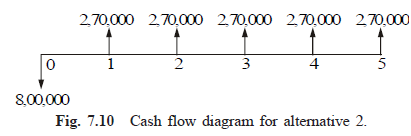 2,70,000 2,70,000 2,70,000 2,70,000 2,70,000
0 1 2 3 4 5
8,00,000
Fig. 7.10 Cash flow diagram for alternative 2.